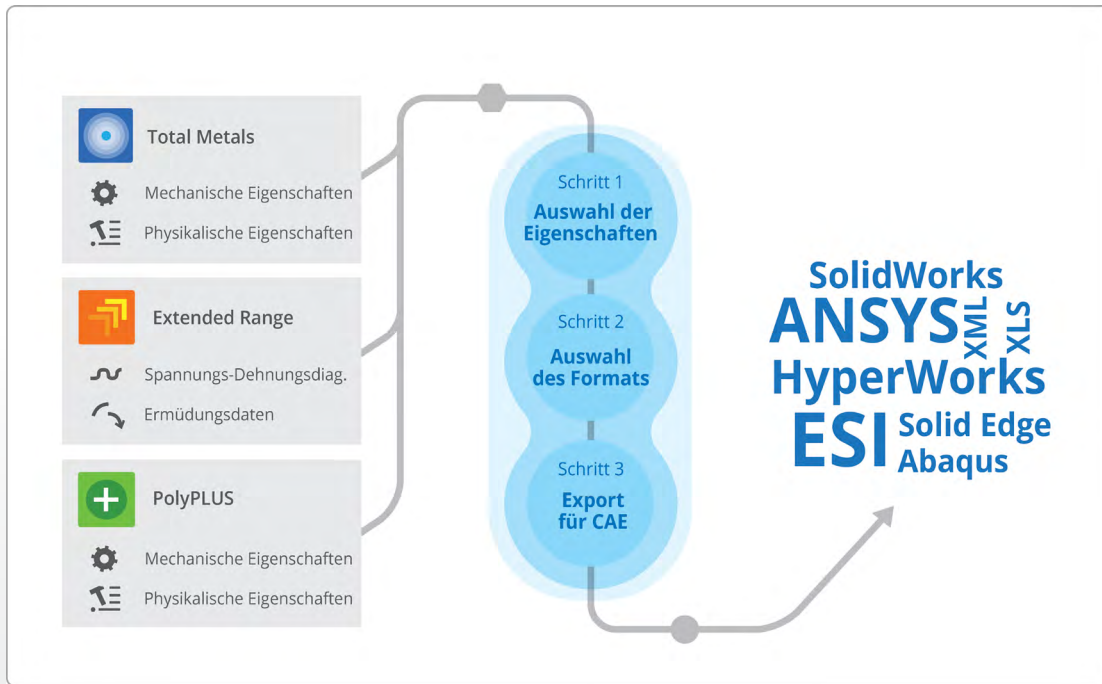 Total Metals
Mechanische Eigenschaften
Physikalische Eigenschaften
Extended Range
Spannungs-Dehnungsdiag.
Ermüdungsdaten
PolyPLUS
Mechanische Eigenschaften
Physikalische Eigenschaften
Schritt 1
Auswahl der
Eigenschaften
Schritt 2
Auswahl
des Formats
Schritt 3
Export
für CAE
SolidWorks
ANSYS
XML
XLS
HyperWorks
ESI
Solid Edge
Abaqus